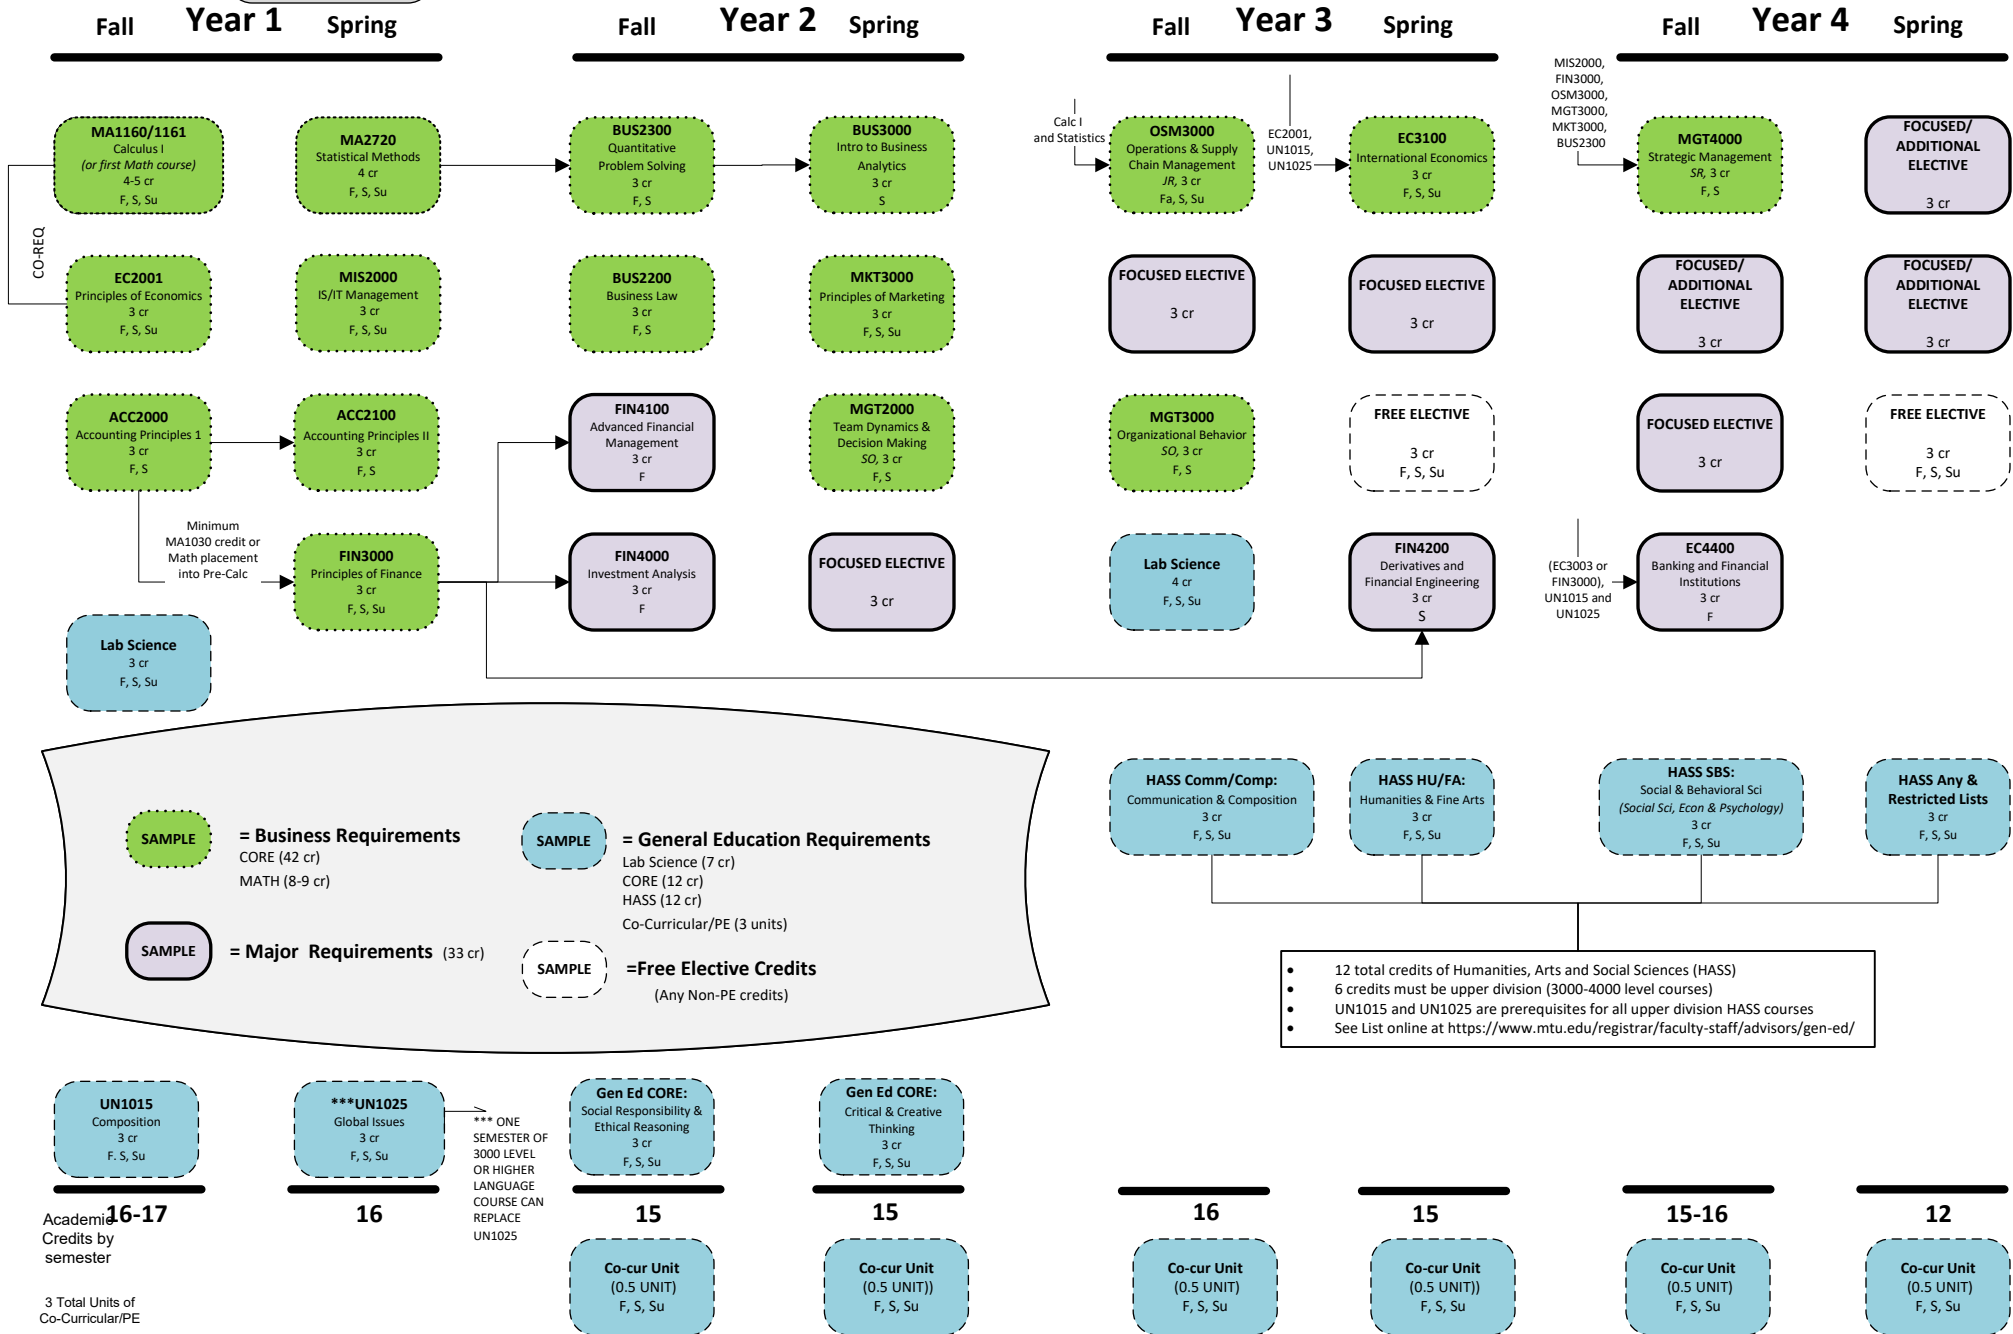 Fall
Year 1
Spring
Fall
Year 2
Spring
Fall
Year 3
Spring
Fall
Year 4
Spring
MA1160/1161
Calculus I
(or first Math course)
4-5 cr
F, S, Su
MA2720
Statistical Methods
4 cr
F, S, Su
BUS2300
Quantitative
Problem Solving
3 cr
F, S
BUS3000
Intro to Business
Analytics
3 cr
S
Calc I
and Statistics
OSM3000
Operations & Supply
Chain Management
JR, 3 cr
Fa, S, Su
EC2001,
UN1015,
UN1025
EC3100
International Economics
3 cr
F, S, Su
MIS2000,
FIN3000,
OSM3000,
MGT3000,
MKT3000,
BUS2300
MGT4000
Strategic Management
SR, 3 cr
F, S
FOCUSED/
ADDITIONAL
ELECTIVE
3 cr
CO-REQ
EC2001
Principles of Economics
3 cr
F, S, Su
MIS2000
IS/IT Management
3 cr
F, S, Su
BUS2200
Business Law
3 cr
F, S
MKT3000
Principles of Marketing
3 cr
F, S, Su
FOCUSED ELECTIVE
3 cr
FOCUSED ELECTIVE
3 cr
FOCUSED/
ADDITIONAL
ELECTIVE
3 cr
FOCUSED/
ADDITIONAL
ELECTIVE
3 cr
ACC2000
Accounting Principles 1
3 cr
F, S
ACC2100
Accounting Principles II
3 cr
F, S
FIN4100
Advanced Financial
Management
3 cr
F
MGT2000
Team Dynamics &
Decision Making
SO, 3 cr
F, S
MGT3000
Organizational Behavior
SO, 3 cr
F, S
FREE ELECTIVE
3 cr
F, S, Su
FOCUSED ELECTIVE
3 cr
FREE ELECTIVE
3 cr
F, S, Su
Minimum
MA1030 credit or
Math placement
into Pre-Calc
FIN3000
Principles of Finance
3 cr
F, S, Su
FIN4000
Investment Analysis
3 cr
F
FOCUSED ELECTIVE
3 cr
Lab Science
4 cr
F, S, Su
FIN4200
Derivatives and
Financial Engineering
3 cr
S
(EC3003 or
FIN3000),
UN1015 and
UN1025
EC4400
Banking and Financial
Institutions
3 cr
F
Lab Science
3 cr
F, S, Su
SAMPLE
= Business Requirements
CORE (42 cr)
MATH (8-9 cr)
SAMPLE
= General Education Requirements
Lab Science (7 cr)
CORE (12 cr)
HASS (12 cr)
Co-Curricular/PE (3 units)
SAMPLE
= Major Requirements (33 cr)
SAMPLE
=Free Elective Credits
(Any Non-PE credits)
HASS Comm/Comp:
Communication & Composition
3 cr
F, S, Su
HASS HU/FA:
Humanities & Fine Arts
3 cr
F, S, Su
HASS SBS:
Social & Behavioral Sci
(Social Sci, Econ & Psychology)
3 cr
F, S, Su
HASS Any &
Restricted Lists
3 cr
F, S, Su
• 12 total credits of Humanities, Arts and Social Sciences (HASS)
• 6 credits must be upper division (3000-4000 level courses)
• UN1015 and UN1025 are prerequisites for all upper division HASS courses
• See List online at https://www.mtu.edu/registrar/faculty-staff/advisors/gen-ed/
UN1015
Composition
3 cr
F. S, Su
***UN1025
Global Issues
3 cr
F, S, Su
*** ONE
SEMESTER OF
3000 LEVEL
OR HIGHER
LANGUAGE
COURSE CAN
REPLACE
UN1025
Gen Ed CORE:
Social Responsibility &
Ethical Reasoning
3 cr
F, S, Su
Gen Ed CORE:
Critical & Creative
Thinking
3 cr
F, S, Su
Academic
Credits by
semester
16-17
16
15
15
16
15
15-16
12
3 Total Units of
Co-Curricular/PE
Co-cur Unit
(0.5 UNIT)
F, S, Su
Co-cur Unit
(0.5 UNIT))
F, S, Su
Co-cur Unit
(0.5 UNIT)
F, S, Su
Co-cur Unit
(0.5 UNIT))
F, S, Su
Co-cur Unit
(0.5 UNIT)
F, S, Su
Co-cur Unit
(0.5 UNIT)
F, S, Su